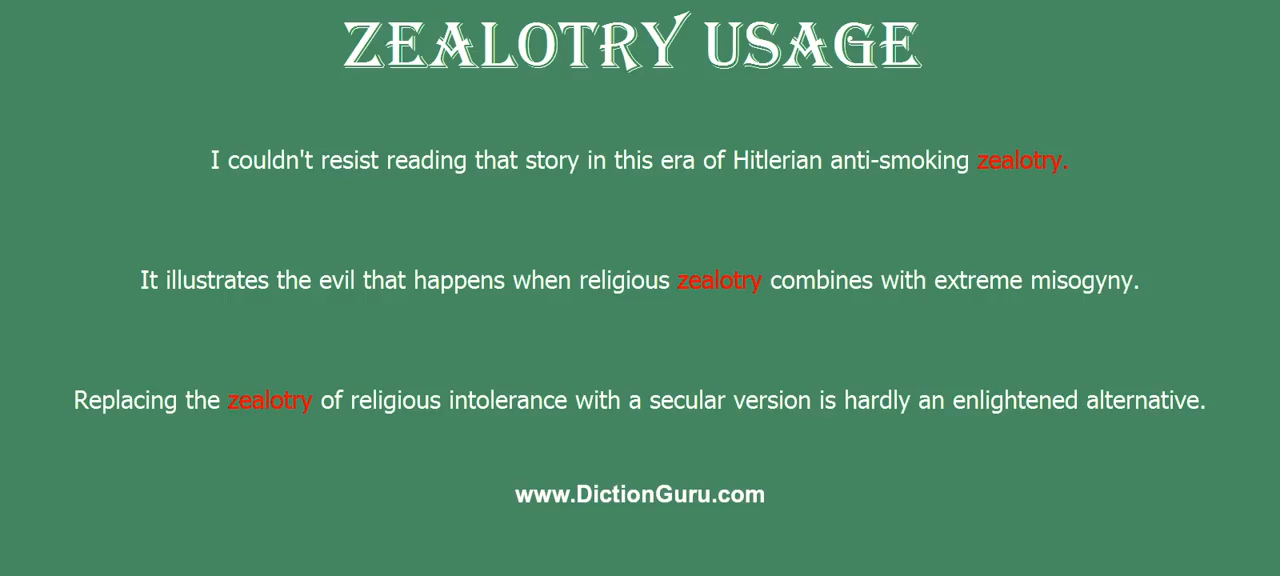 ZEALOTRY USAGE
I couldn't resist reading that story in this era of Hitlerian anti-smoking zealotry.
It illustrates the evil that happens when religious zealotry combines with extreme misogyny.
Replacing the zealotry of religious intolerance with a secular version is hardly an enlightened alternative.
www.DictionGuru.com